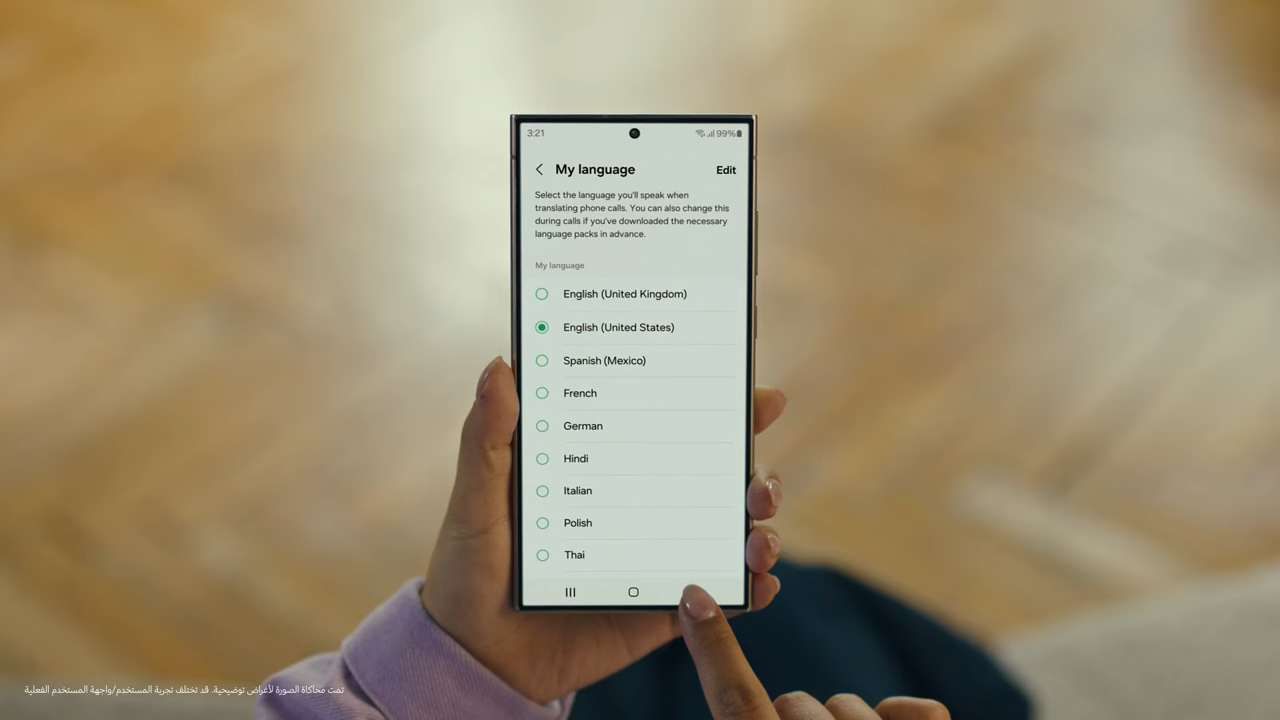 3:21
99%
My language
Edit
Select the language you'll speak when
translating phone calls. You can also change this
during calls if you've downloaded the necessary
language packs in advance.
My language
English (United Kingdom)
English (United States)
Spanish (Mexico)
French
German
Hindi
Italian
Polish
Thai
تمت محاكاة الصورة لأغراض توضيحية. قد تختلف تجربة المستخدم/واجهة المستخدم الفعلية